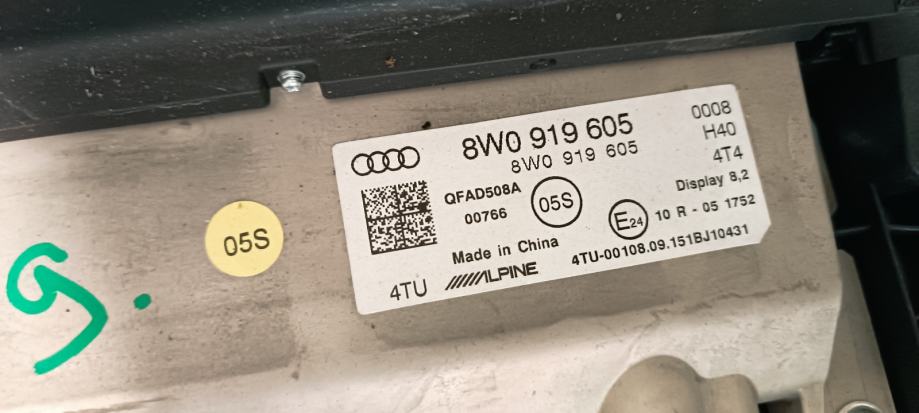 8W0 919 605
8W0 919 605
0008
H40
4T4
Display 8,2
QFAD508A
00766
05S
E24
10 R - 05 1752
Made in China
4TU-00108.09.151BJ10431
4TU
ALPINE
05S
9.